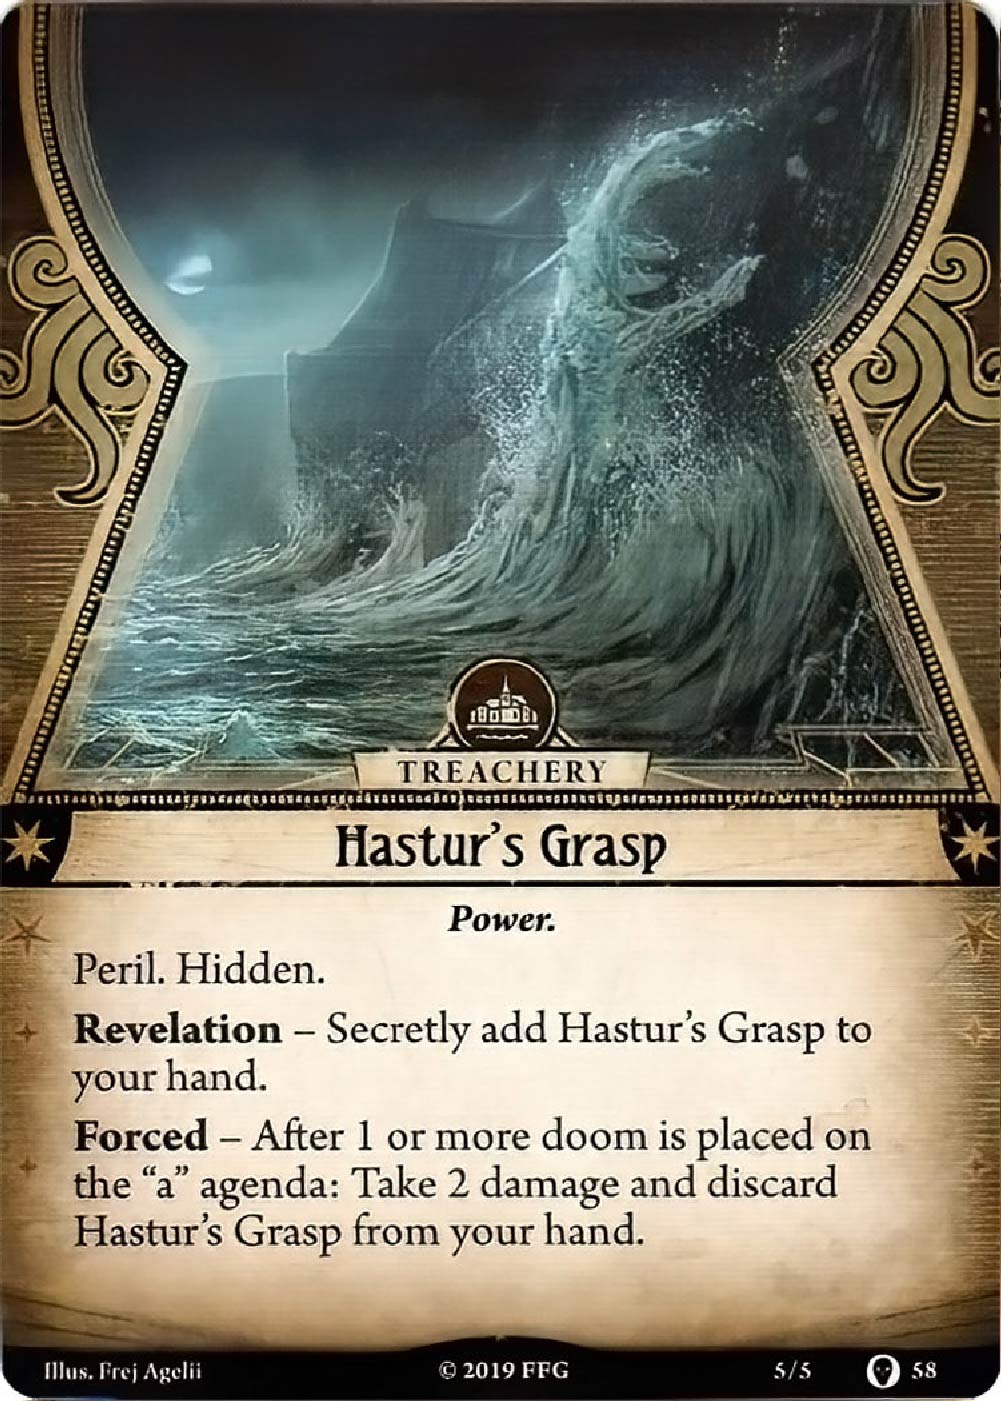 TREACHERY
Hastur's Grasp
Power.
Peril. Hidden.
Revelation – Secretly add Hastur's Grasp to
your hand.
Forced – After 1 or more doom is placed on
the “a” agenda: Take 2 damage and discard
Hastur's Grasp from your hand.
Illus. Frej Agelii © 2019 FFG 5/5 58